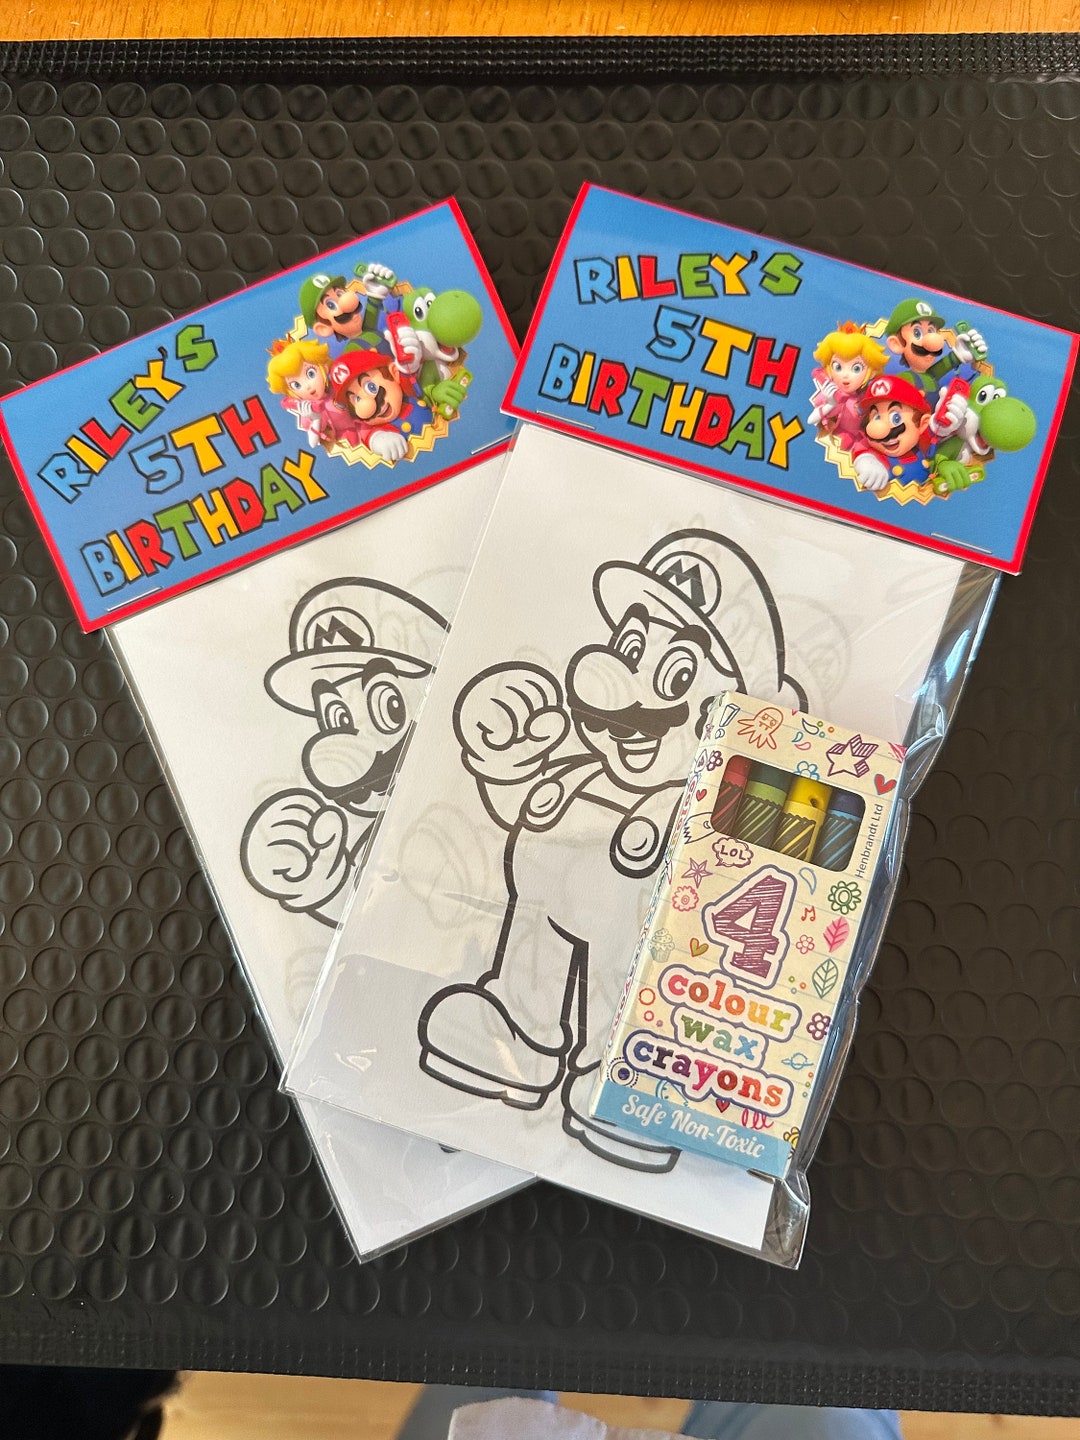 RILEY'S
5TH
BIRTHDAY
M
RILEY'S
5TH
BIRTHDAY
L
M
M
M
Henbrandt Ltd
LOL
4
colour
wax
crayons
Safe Non-Toxic